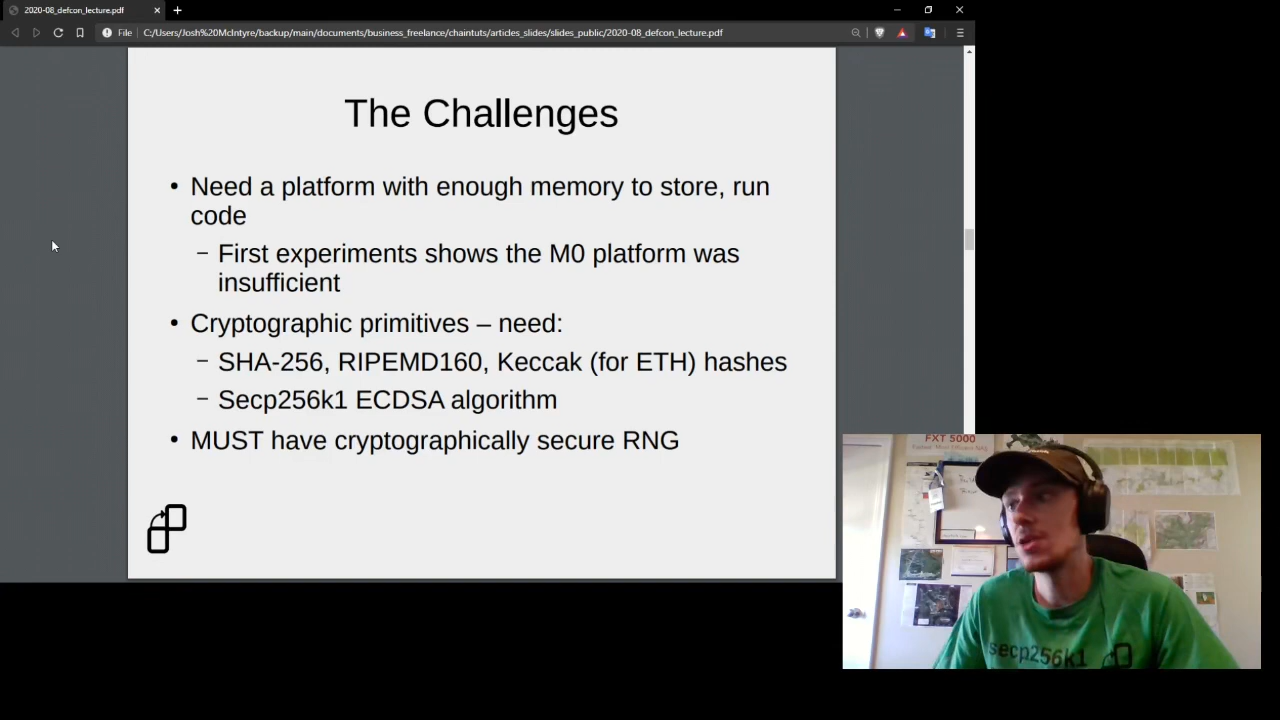 2020-08_defcon_lecture.pdf
File
C:/Users/Josh%20McIntyre/backup/main/documents/business_freelance/chaintuts/articles_slides/slides_public/2020-08_defcon_lecture.pdf
The Challenges
• Need a platform with enough memory to store, run
code
– First experiments shows the M0 platform was
insufficient
• Cryptographic primitives – need:
– SHA-256, RIPEMD160, Keccak (for ETH) hashes
– Secp256k1 ECDSA algorithm
• MUST have cryptographically secure RNG
FXT 5000
secp256k1